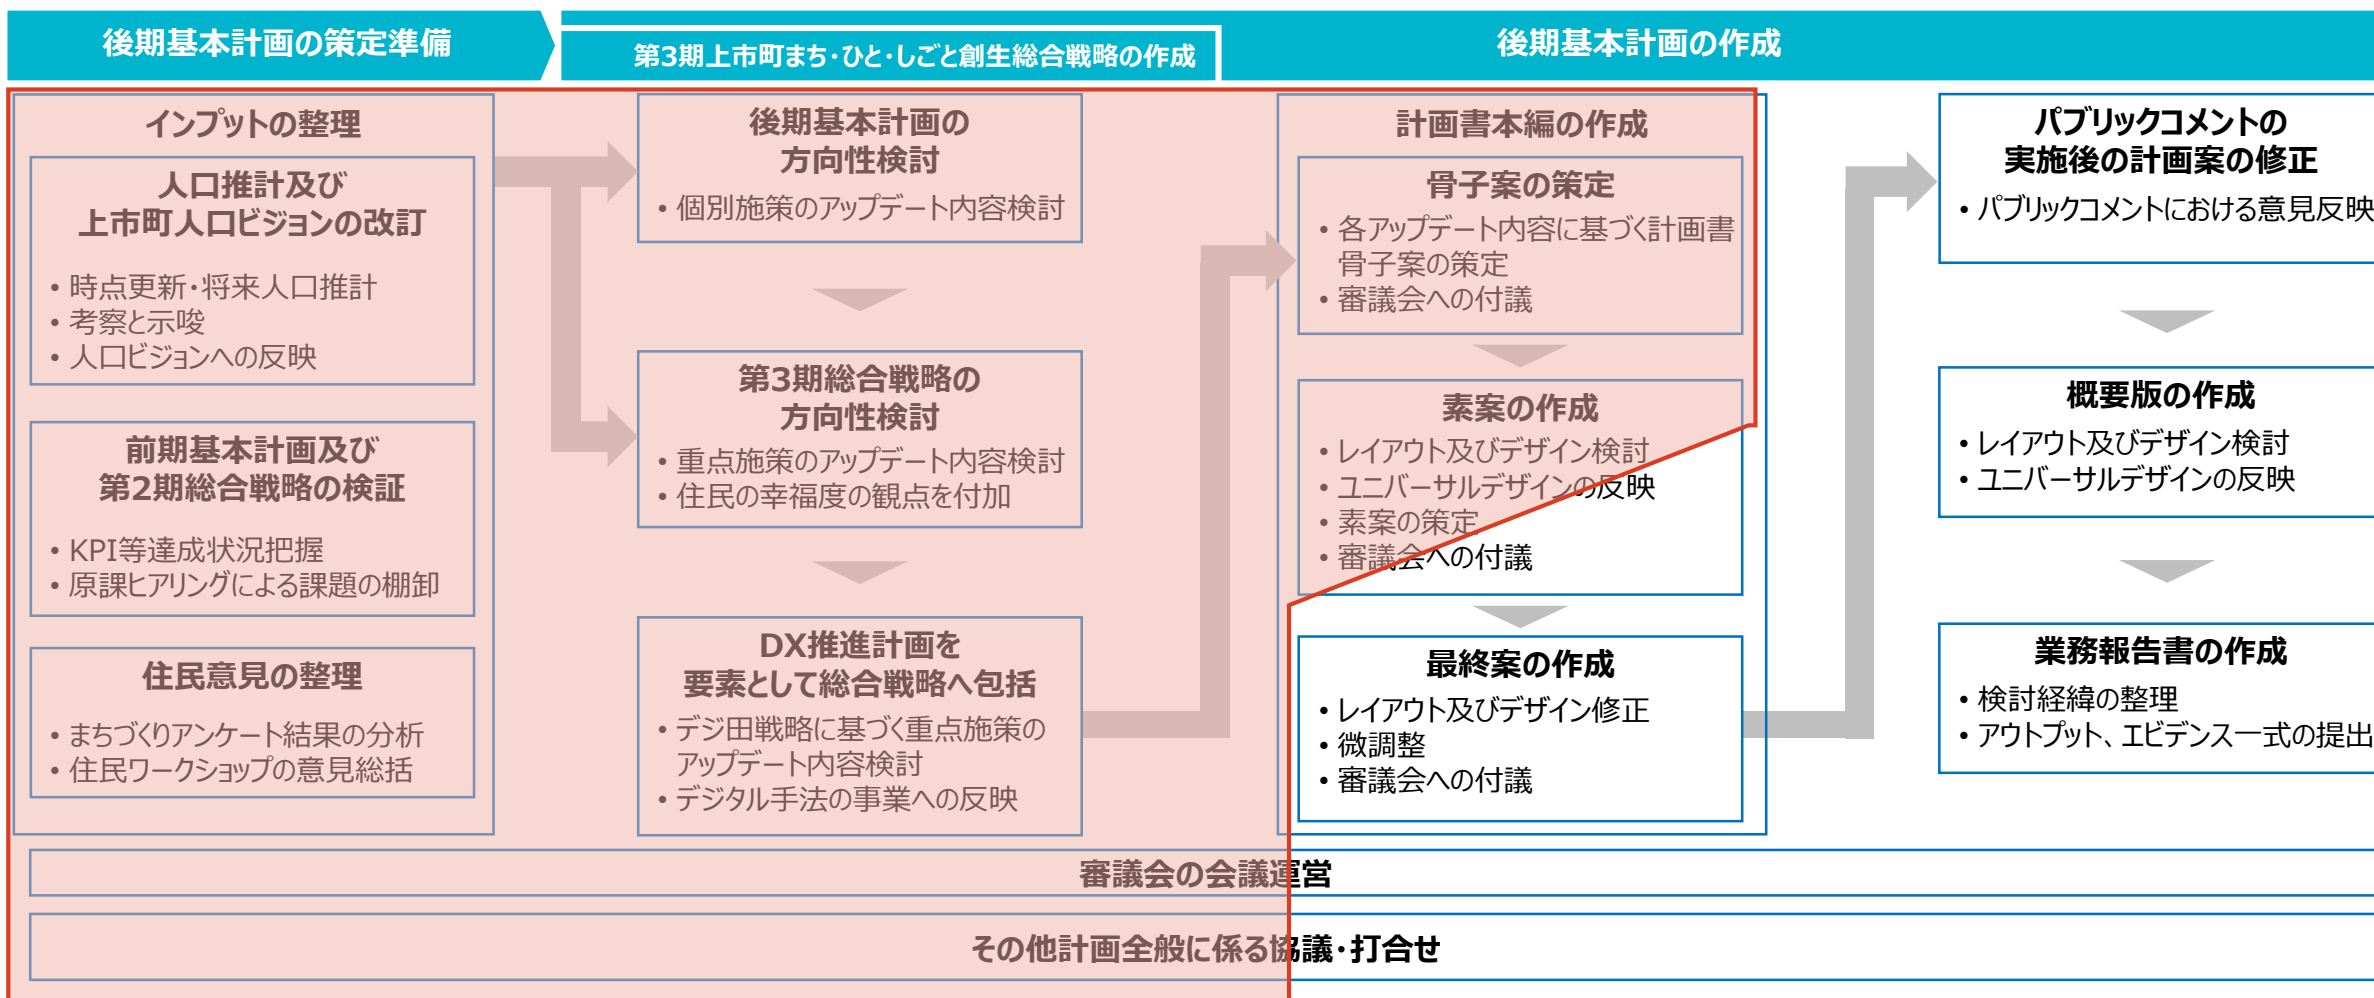 後期基本計画の策定準備
第3期上市町まち・ひと・しごと創生総合戦略の作成
後期基本計画の作成
インプットの整理
人口推計及び
上市町人口ビジョンの改訂
• 時点更新・将来人口推計
• 考察と示唆
• 人口ビジョンへの反映
前期基本計画及び
第2期総合戦略の検証
• KPI等達成状況把握
• 原課ヒアリングによる課題の棚卸
住民意見の整理
• まちづくりアンケート結果の分析
• 住民ワークショップの意見総括
後期基本計画の
方向性検討
• 個別施策のアップデート内容検討
第3期総合戦略の
方向性検討
• 重点施策のアップデート内容検討
• 住民の幸福度の観点を付加
DX推進計画を
要素として総合戦略へ包括
• デジ田戦略に基づく重点施策の
アップデート内容検討
• デジタル手法の事業への反映
計画書本編の作成
骨子案の策定
• 各アップデート内容に基づく計画書
骨子案の策定
• 審議会への付議
素案の作成
• レイアウト及びデザイン検討
• ユニバーサルデザインの反映
• 素案の策定
• 審議会への付議
最終案の作成
• レイアウト及びデザイン修正
• 微調整
• 審議会への付議
パブリックコメントの
実施後の計画案の修正
• パブリックコメントにおける意見反映
概要版の作成
• レイアウト及びデザイン検討
• ユニバーサルデザインの反映
業務報告書の作成
• 検討経緯の整理
• アウトプット、エビデンス一式の提出
審議会の会議運営
その他計画全般に係る協議・打合せ